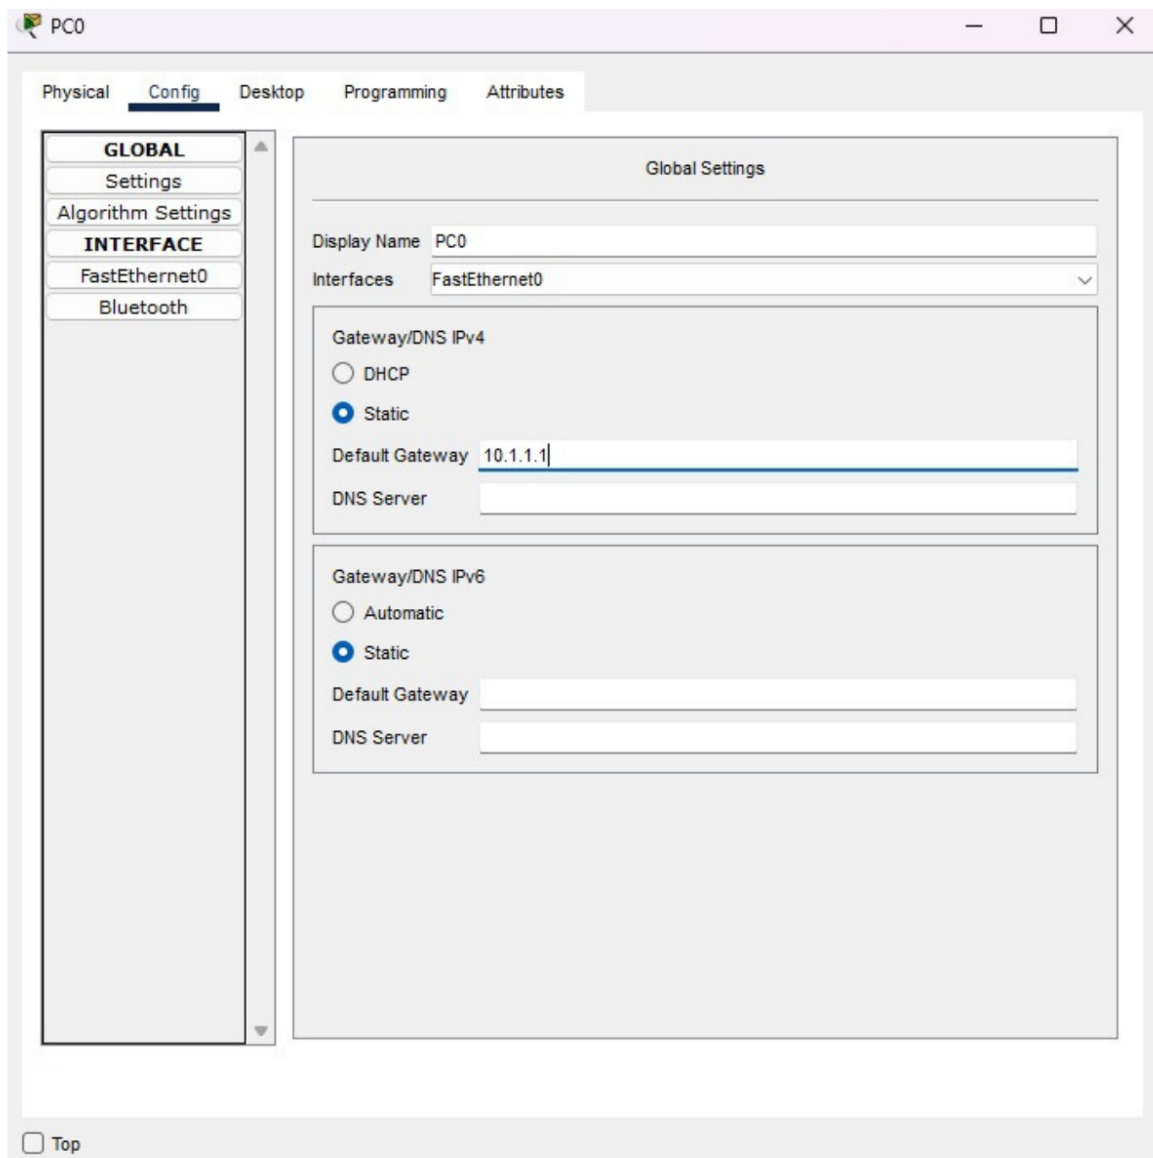 PC0
Physical Config Desktop Programming Attributes
GLOBAL
Settings
Algorithm Settings
INTERFACE
FastEthernet0
Bluetooth
Global Settings
Display Name PC0
Interfaces FastEthernet0
Gateway/DNS IPv4
DHCP
Static
Default Gateway 10.1.1.1
DNS Server
Gateway/DNS IPv6
Automatic
Static
Default Gateway
DNS Server
Top